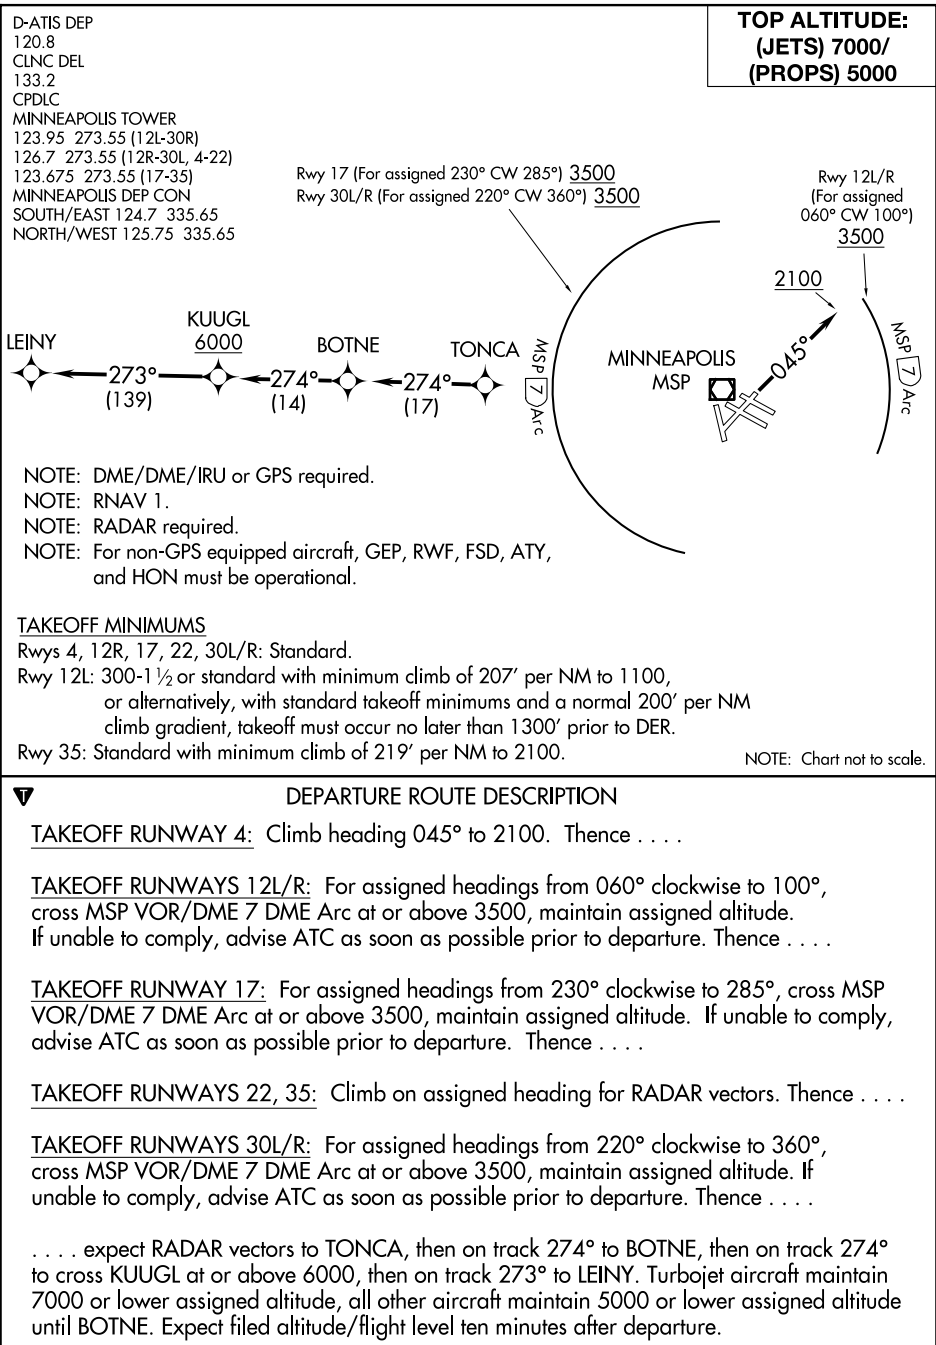 D-ATIS DEP
120.8
CLNC DEL
133.2
CPDLC
MINNEAPOLIS TOWER
123.95 273.55 (12L-30R)
126.7 273.55 (12R-30L, 4-22)
123.675 273.55 (17-35)
MINNEAPOLIS DEP CON
SOUTH/EAST 124.7 335.65
NORTH/WEST 125.75 335.65
TOP ALTITUDE:
(JETS) 7000/
(PROPS) 5000
Rwy 17 (For assigned 230° CW 285°) 3500
Rwy 30L/R (For assigned 220° CW 360°) 3500
Rwy 12L/R
(For assigned
060° CW 100°)
3500
2100
LEINY
KUUGL
6000
BOTNE
TONCA
273°
(139)
274°
(14)
274°
(17)
MSP 7 Arc
MINNEAPOLIS
MSP
045°
MSP 7 Arc
NOTE: DME/DME/IRU or GPS required.
NOTE: RNAV 1.
NOTE: RADAR required.
NOTE: For non-GPS equipped aircraft, GEP, RWF, FSD, ATY,
and HON must be operational.
TAKEOFF MINIMUMS
Rwys 4, 12R, 17, 22, 30L/R: Standard.
Rwy 12L: 300-1½ or standard with minimum climb of 207' per NM to 1100,
or alternatively, with standard takeoff minimums and a normal 200' per NM
climb gradient, takeoff must occur no later than 1300' prior to DER.
Rwy 35: Standard with minimum climb of 219' per NM to 2100.
NOTE: Chart not to scale.
T
DEPARTURE ROUTE DESCRIPTION
TAKEOFF RUNWAY 4: Climb heading 045° to 2100. Thence . . . .
TAKEOFF RUNWAYS 12L/R: For assigned headings from 060° clockwise to 100°,
cross MSP VOR/DME 7 DME Arc at or above 3500, maintain assigned altitude.
If unable to comply, advise ATC as soon as possible prior to departure. Thence . . . .
TAKEOFF RUNWAY 17: For assigned headings from 230° clockwise to 285°, cross MSP
VOR/DME 7 DME Arc at or above 3500, maintain assigned altitude. If unable to comply,
advise ATC as soon as possible prior to departure. Thence . . . .
TAKEOFF RUNWAYS 22, 35: Climb on assigned heading for RADAR vectors. Thence . . . .
TAKEOFF RUNWAYS 30L/R: For assigned headings from 220° clockwise to 360°,
cross MSP VOR/DME 7 DME Arc at or above 3500, maintain assigned altitude. If
unable to comply, advise ATC as soon as possible prior to departure. Thence . . . .
. . . . expect RADAR vectors to TONCA, then on track 274° to BOTNE, then on track 274°
to cross KUUGL at or above 6000, then on track 273° to LEINY. Turbojet aircraft maintain
7000 or lower assigned altitude, all other aircraft maintain 5000 or lower assigned altitude
until BOTNE. Expect filed altitude/flight level ten minutes after departure.